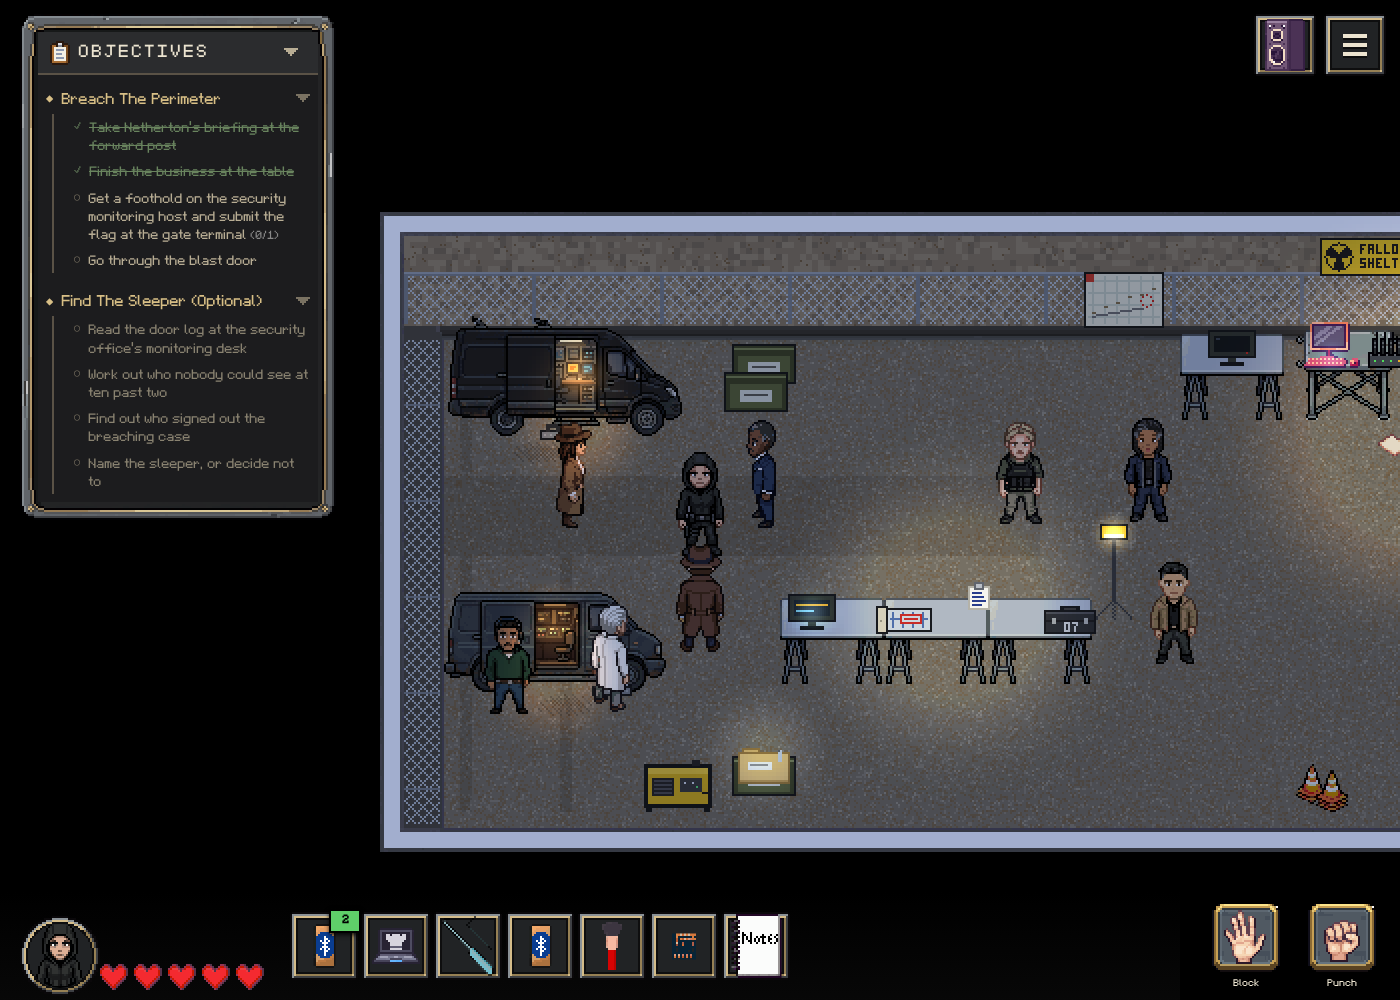 OBJECTIVES
Breach The Perimeter
Take Netherton's briefing at the
forward post
Finish the business at the table
Get a foothold on the security
monitoring host and submit the
flag at the gate terminal (0/1)
Go through the blast door
Find The Sleeper (Optional)
Read the door log at the security
office's monitoring desk
Work out who nobody could see at
ten past two
Find out who signed out the
breaching case
Name the sleeper, or decide not
to
FALLO
SHELT
07
2
Notes
Block
Punch